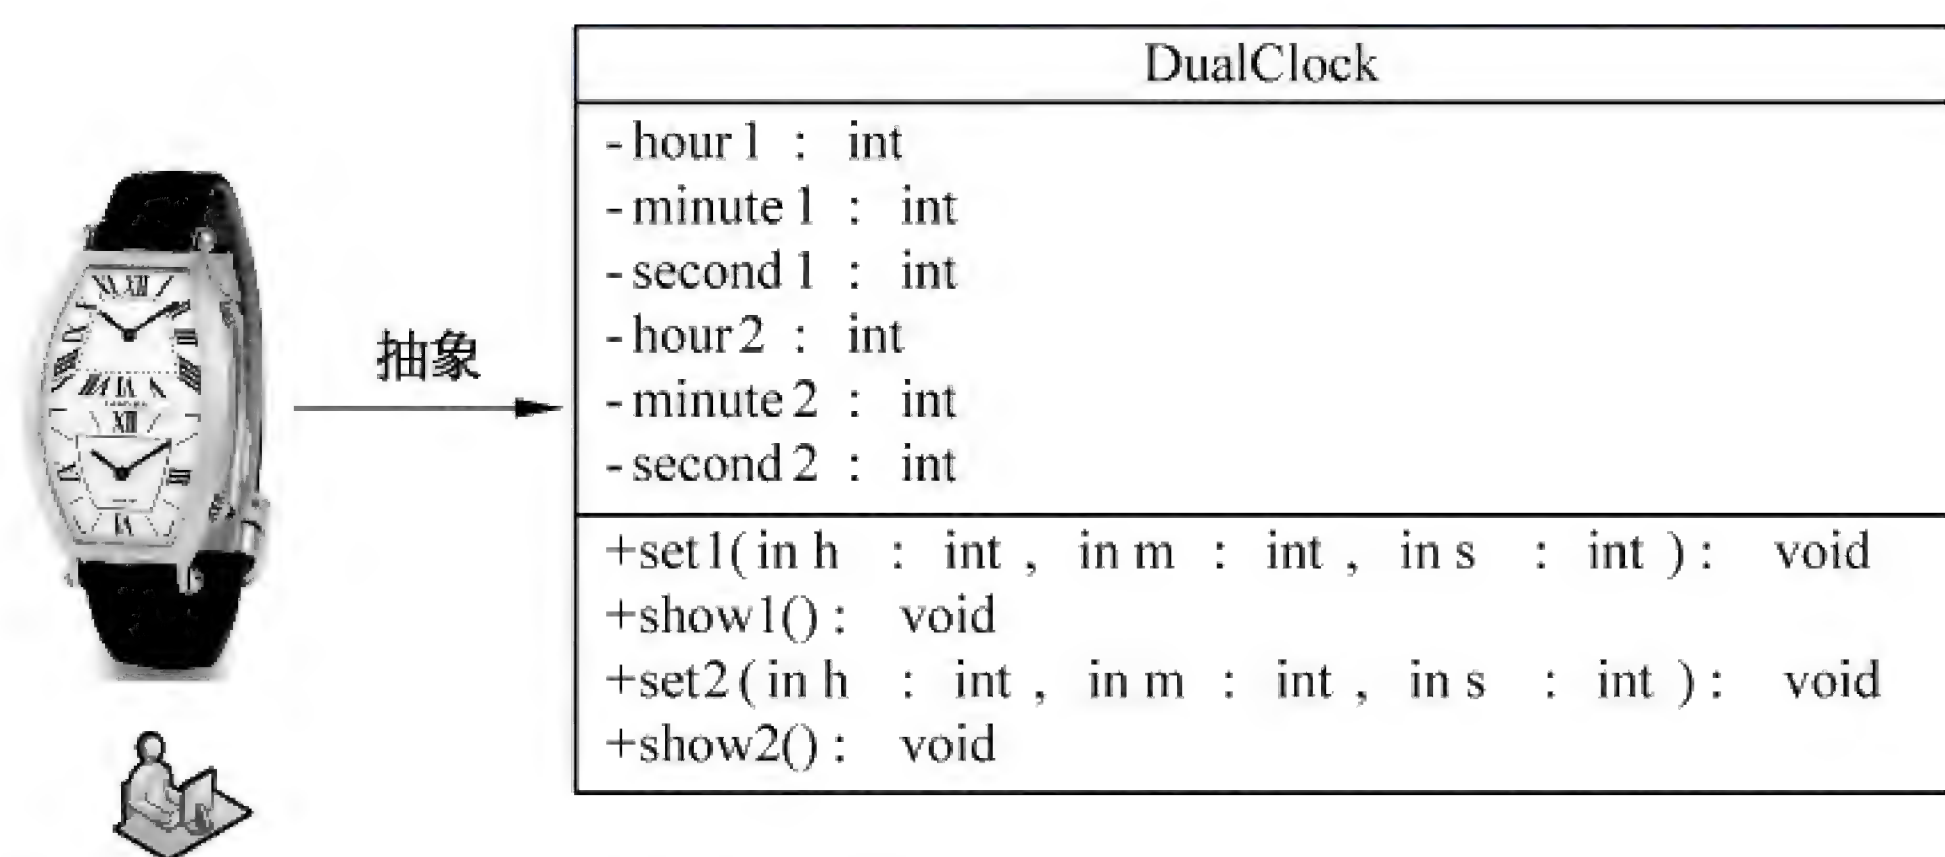 DualClock
-hour1 : int
-minute1 : int
-second1 : int
-hour2 : int
-minute2 : int
-second2 : int
抽象
+set1(in h : int , in m : int , in s : int ): void
+show1(): void
+set2(in h : int , in m : int , in s : int ): void
+show2(): void